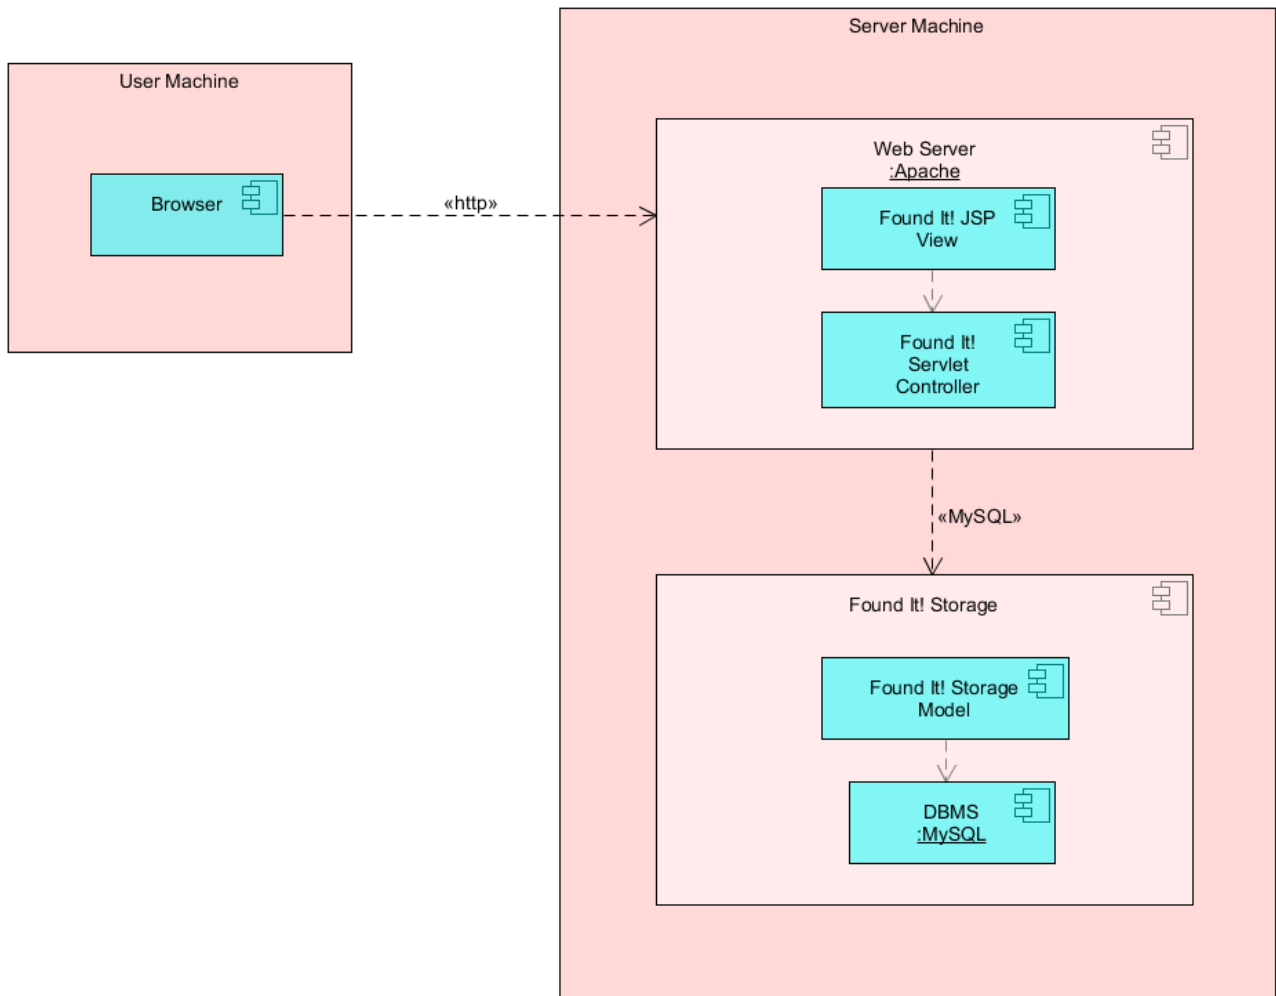 Server Machine
User Machine
Web Server
:Apache
Browser
«http»
Found It! JSP
View
Found It!
Servlet
Controller
«MySQL»
Found It! Storage
Found It! Storage
Model
DBMS
:MySQL